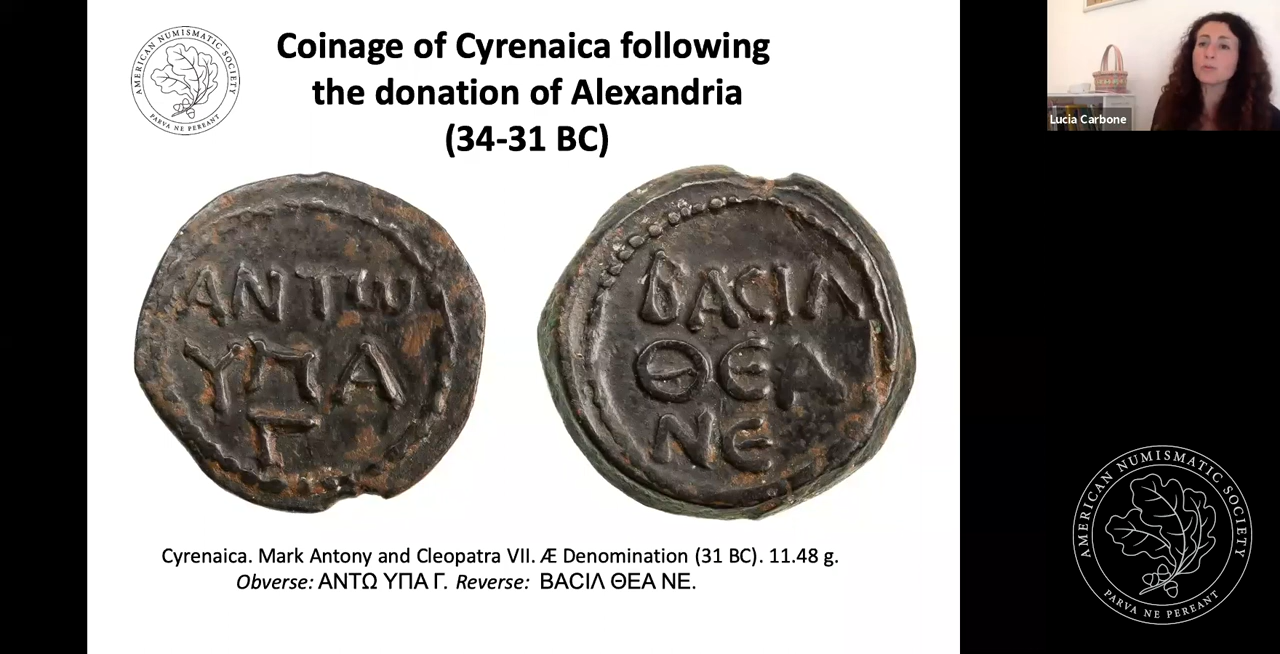 AMERICAN NUMISMATIC SOCIETY
PARVA NE PEREANT
Coinage of Cyrenaica following
the donation of Alexandria
(34-31 BC)
ΑΝΤω
ΥΠΑ
Γ
ΒΑCΙΛ
ΘΕΑ
ΝΕ
Cyrenaica. Mark Antony and Cleopatra VII. Æ Denomination (31 BC). 11.48 g.
Obverse: ΑΝΤΩ ΥΠΑ Γ. Reverse: ΒΑCΙΛ ΘΕΑ ΝΕ.
Lucia Carbone
AMERICAN NUMISMATIC SOCIETY
PARVA NE PEREANT